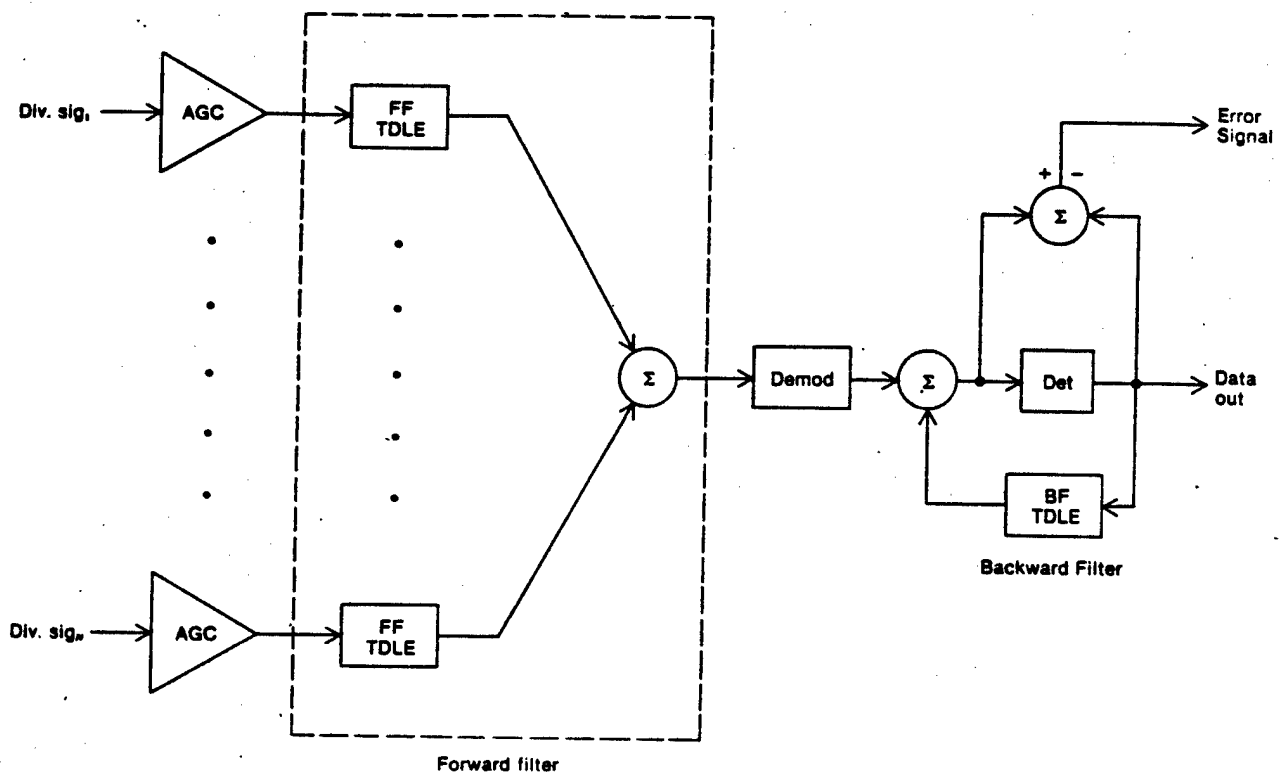 Div. sig₁
AGC
FF
TDLE
Error
Signal
+ −
Σ
Σ
Demod
Σ
Det
Data
out
BF
TDLE
Backward Filter
Div. sigₙ
AGC
FF
TDLE
Forward filter